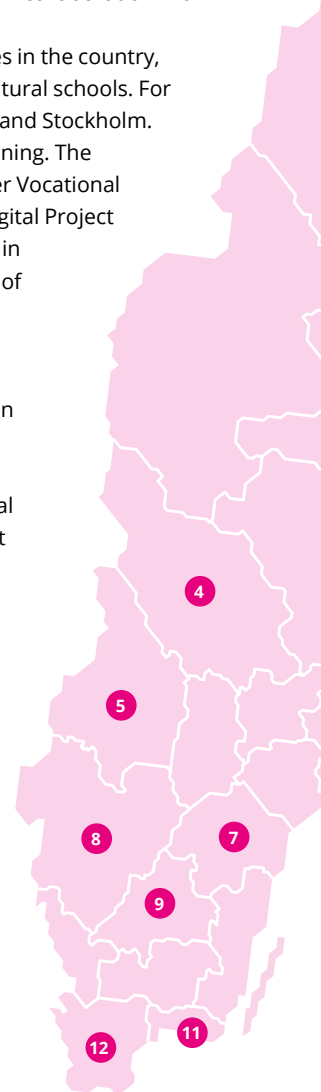 es in the country,
tural schools. For
and Stockholm.
ning. The
er Vocational
gital Project
in
of
n
al
t
4
5
8
7
9
11
12